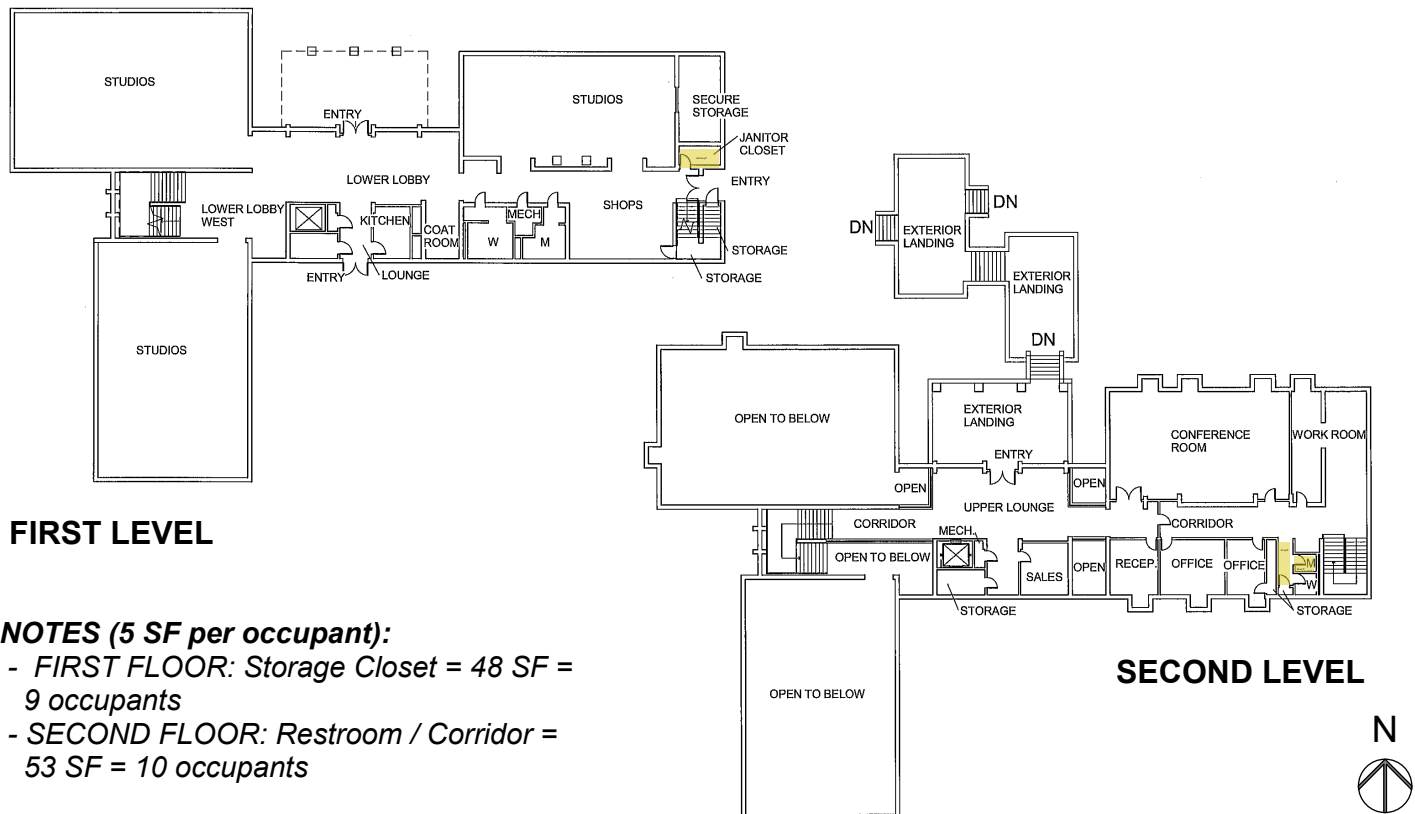 STUDIOS
ENTRY
STUDIOS
SECURE
STORAGE
JANITOR
CLOSET
ENTRY
LOWER LOBBY
LOWER LOBBY
WEST
KITCHEN
COAT
ROOM
MECH
W
M
SHOPS
STORAGE
STORAGE
ENTRY
LOUNGE
STUDIOS
FIRST LEVEL
DN
DN
EXTERIOR
LANDING
EXTERIOR
LANDING
DN
OPEN TO BELOW
EXTERIOR
LANDING
ENTRY
CONFERENCE
ROOM
WORK ROOM
OPEN
OPEN
UPPER LOUNGE
CORRIDOR
MECH.
CORRIDOR
OPEN TO BELOW
SALES
OPEN
RECEP.
OFFICE
OFFICE
M
W
STORAGE
STORAGE
OPEN TO BELOW
SECOND LEVEL
NOTES (5 SF per occupant):
- FIRST FLOOR: Storage Closet = 48 SF =
9 occupants
- SECOND FLOOR: Restroom / Corridor =
53 SF = 10 occupants
N